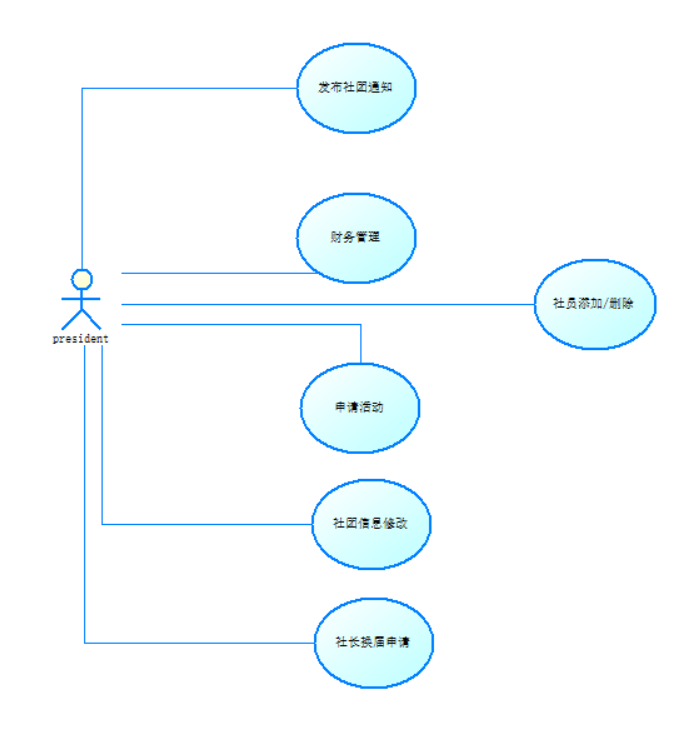 发布社团通知
财务管理
社员添加/删除
president
申请活动
社团信息修改
社长换届申请